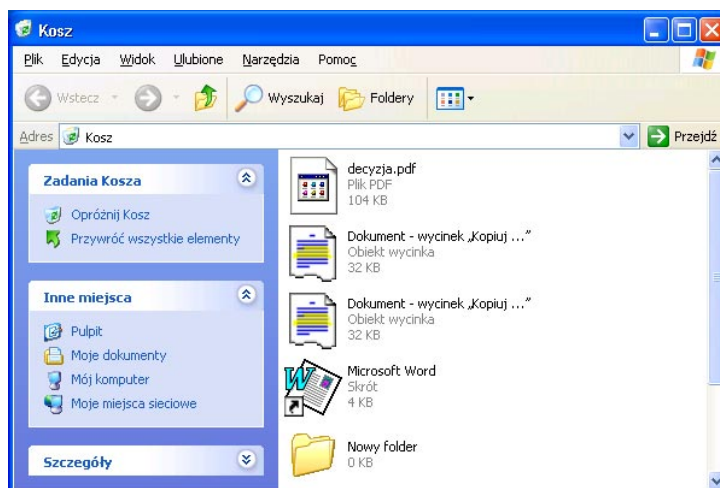 Kosz
Plik Edycja Widok Ulubione Narzędzia Pomoc
Wstecz Wyszukaj Foldery
Adres Kosz Przejdź
Zadania Kosza
Opróżnij Kosz
Przywróć wszystkie elementy
Inne miejsca
Pulpit
Moje dokumenty
Mój komputer
Moje miejsca sieciowe
Szczegóły
decyzja.pdf
Plik PDF
104 KB
Dokument - wycinek „Kopiuj ...”
Obiekt wycinka
32 KB
Dokument - wycinek „Kopiuj ...”
Obiekt wycinka
32 KB
Microsoft Word
Skrót
4 KB
Nowy folder
0 KB